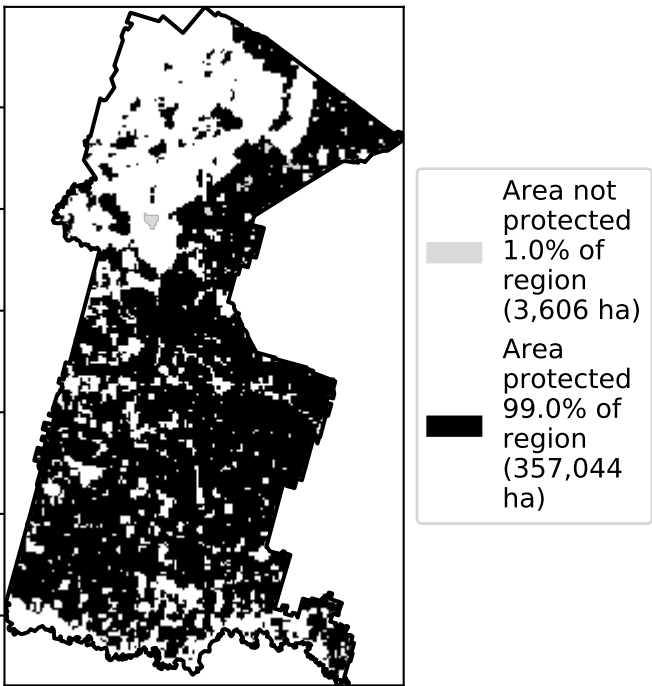 Area not
protected
1.0% of
region
(3,606 ha)
Area
protected
99.0% of
region
(357,044
ha)